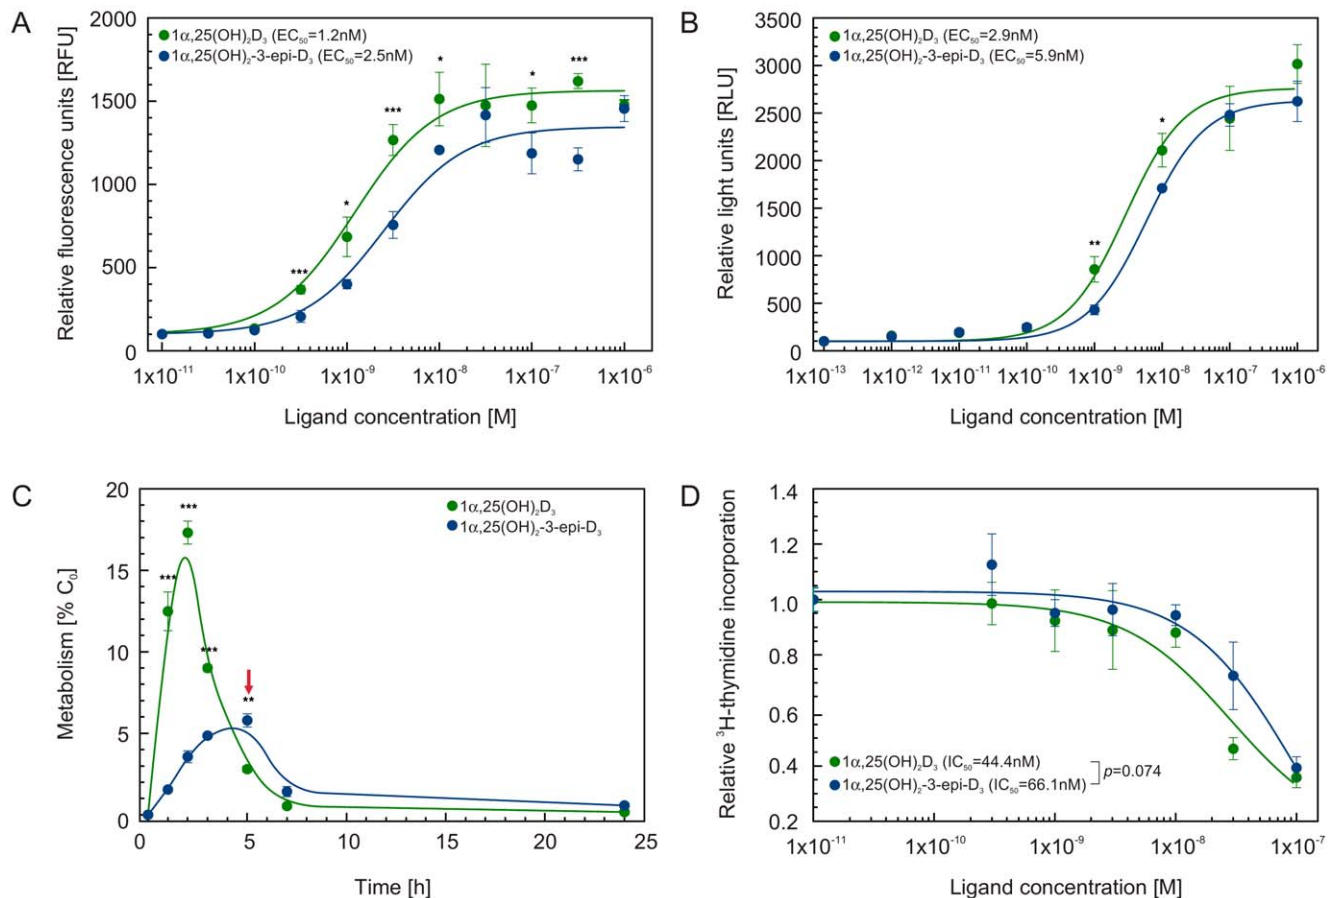 A
Relative fluorescence units [RFU]
2000
1500
1000
500
0
1α,25(OH)₂D₃ (EC₅₀=1.2nM)
1α,25(OH)₂-3-epi-D₃ (EC₅₀=2.5nM)
***
*
***
*
*
***
1x10⁻¹¹ 1x10⁻¹⁰ 1x10⁻⁹ 1x10⁻⁸ 1x10⁻⁷ 1x10⁻⁶
Ligand concentration [M]
B
Relative light units [RLU]
3500
3000
2500
2000
1500
1000
500
0
1α,25(OH)₂D₃ (EC₅₀=2.9nM)
1α,25(OH)₂-3-epi-D₃ (EC₅₀=5.9nM)
**
*
1x10⁻¹³ 1x10⁻¹² 1x10⁻¹¹ 1x10⁻¹⁰ 1x10⁻⁹ 1x10⁻⁸ 1x10⁻⁷ 1x10⁻⁶
Ligand concentration [M]
C
Metabolism [% C₀]
20
15
10
5
0
1α,25(OH)₂D₃
1α,25(OH)₂-3-epi-D₃
***
***
***
**
0 5 10 15 20 25
Time [h]
D
Relative ³H-thymidine incorporation
1.4
1.2
1.0
0.8
0.6
0.4
0.2
1α,25(OH)₂D₃ (IC₅₀=44.4nM)
1α,25(OH)₂-3-epi-D₃ (IC₅₀=66.1nM)
p=0.074
1x10⁻¹¹ 1x10⁻¹⁰ 1x10⁻⁹ 1x10⁻⁸ 1x10⁻⁷
Ligand concentration [M]